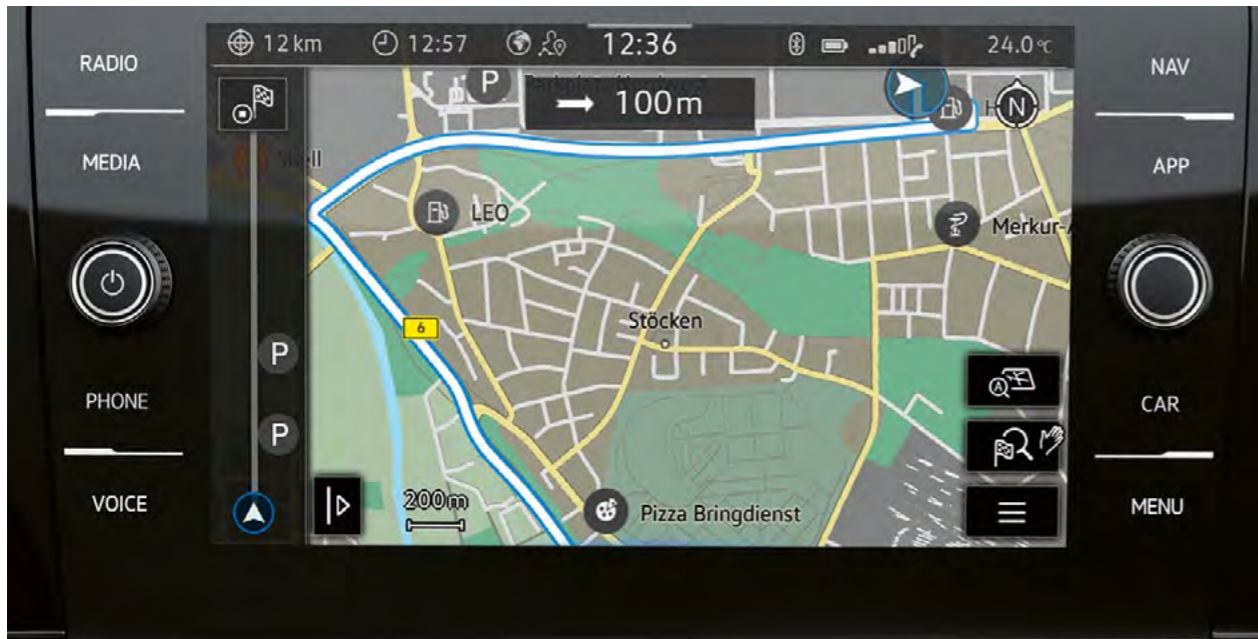 RADIO
MEDIA
PHONE
VOICE
12 km
12:57
12:36
24.0 °C
P
100m
N
LEO
Merkur-
6
Stöcken
P
P
200m
Pizza Bringdienst
NAV
APP
CAR
MENU